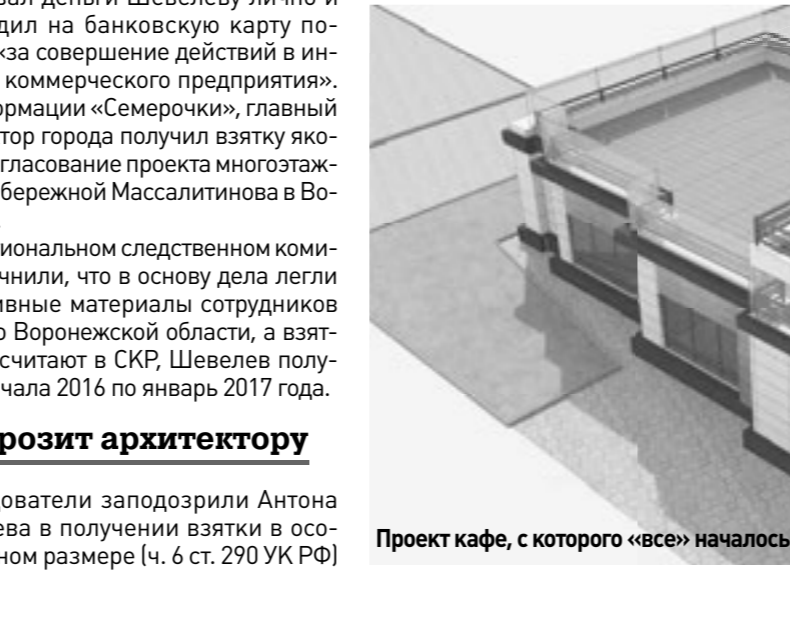 вал деньги Шевелеву лично и
дил на банковскую карту по-
«за совершение действий в ин-
коммерческого предприятия».
ормации «Семерочки», главный
тор города получил взятку яко-
гласование проекта многоэтаж-
бережной Массалитинова в Во-
гиональном следственном коми-
чнили, что в основу дела легли
ивные материалы сотрудников
о Воронежской области, а взят-
считают в СКР, Шевелев полу-
чала 2016 по январь 2017 года.
розит архитектору
дователи заподозрили Антона
ева в получении взятки в осо-
ном размере (ч. 6 ст. 290 УК РФ)
Проект кафе, с которого «все» началось